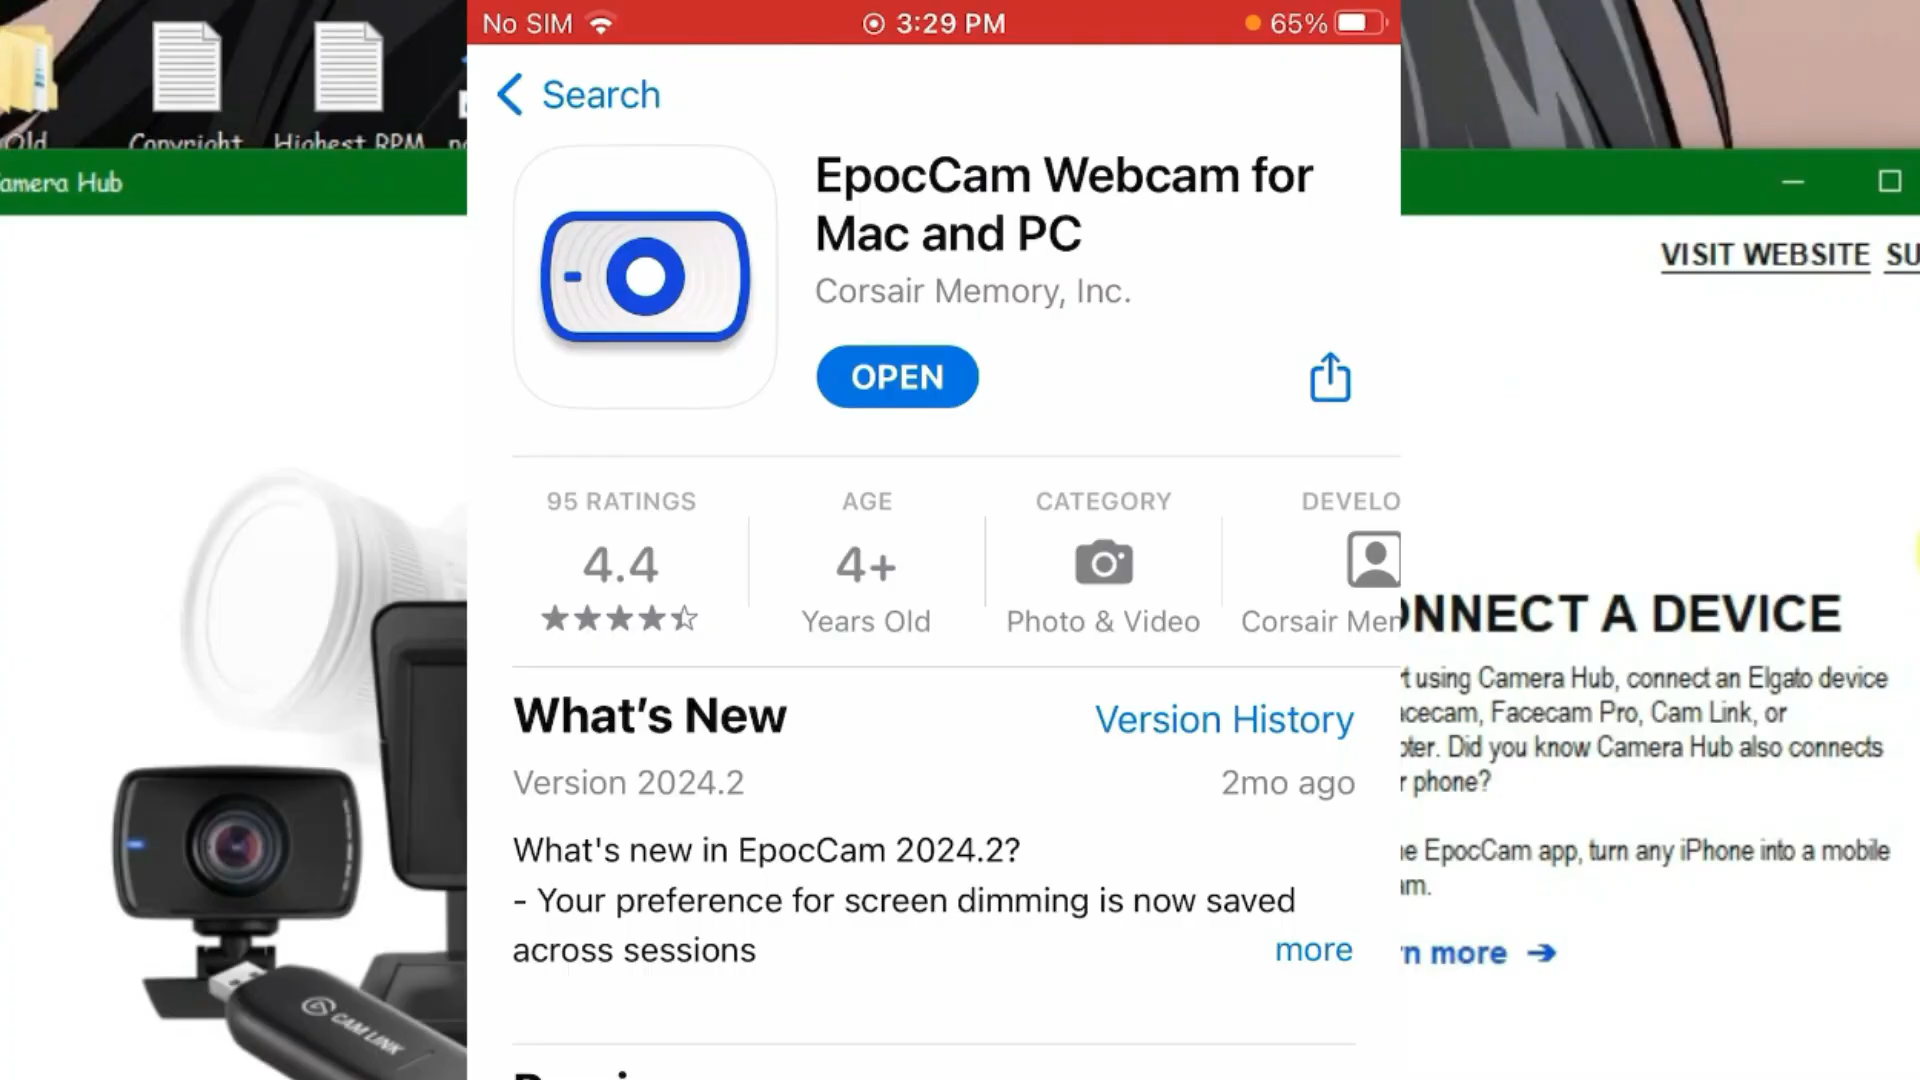 No SIM
3:29 PM
65%
Search
Old
Copyright
Highest RPM
amera Hub
EpocCam Webcam for
Mac and PC
Corsair Memory, Inc.
OPEN
VISIT WEBSITE SU
95 RATINGS
4.4
AGE
4+
Years Old
CATEGORY
Photo & Video
DEVELO
Corsair Mem
What's New
Version History
Version 2024.2
2mo ago
What's new in EpocCam 2024.2?
- Your preference for screen dimming is now saved
across sessions
more
ONNECT A DEVICE
t using Camera Hub, connect an Elgato device
acecam, Facecam Pro, Cam Link, or
pter. Did you know Camera Hub also connects
r phone?
e EpocCam app, turn any iPhone into a mobile
am.
rn more
CAM LINK